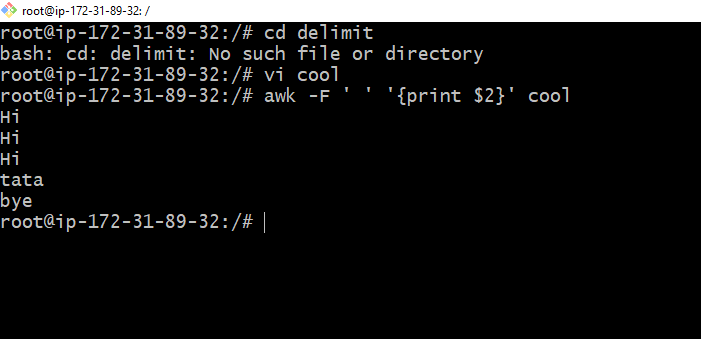 root@ip-172-31-89-32: /
root@ip-172-31-89-32:/# cd delimit
bash: cd: delimit: No such file or directory
root@ip-172-31-89-32:/# vi cool
root@ip-172-31-89-32:/# awk -F ' ' '{print $2}' cool
Hi
Hi
Hi
tata
bye
root@ip-172-31-89-32:/#